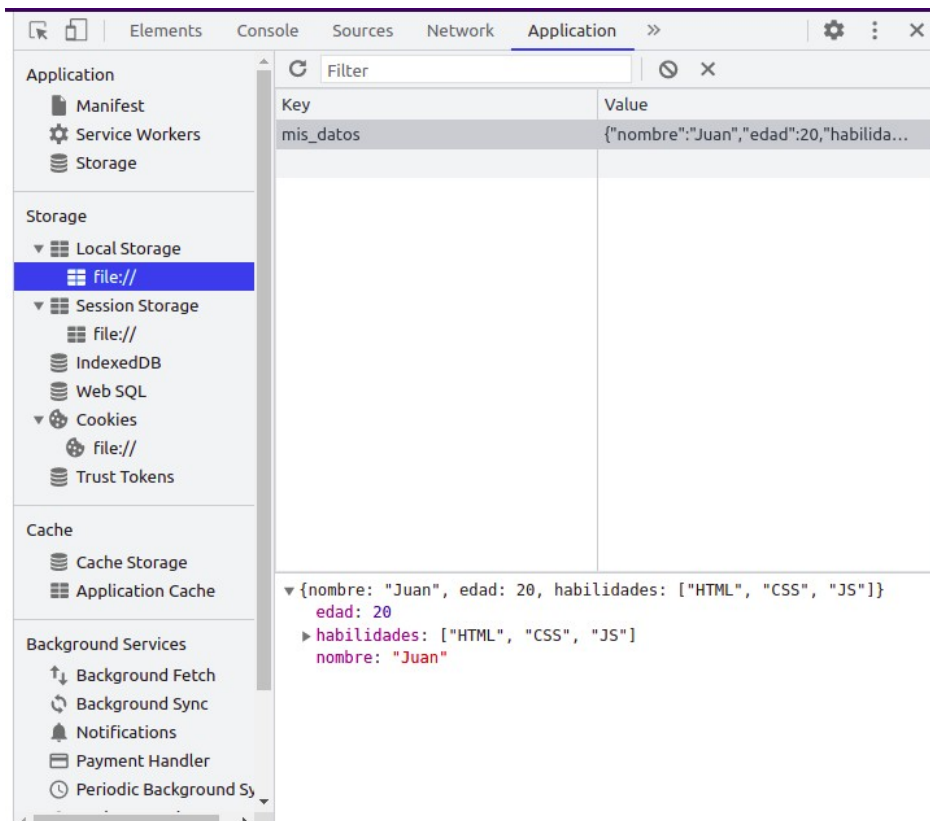 Elements Console Sources Network Application »
Application
Manifest
Service Workers
Storage
Storage
Local Storage
file://
Session Storage
file://
IndexedDB
Web SQL
Cookies
file://
Trust Tokens
Cache
Cache Storage
Application Cache
Background Services
Background Fetch
Background Sync
Notifications
Payment Handler
Periodic Background Sy
Filter
Key Value
mis_datos {"nombre":"Juan","edad":20,"habilida...
{nombre: "Juan", edad: 20, habilidades: ["HTML", "CSS", "JS"]}
edad: 20
habilidades: ["HTML", "CSS", "JS"]
nombre: "Juan"